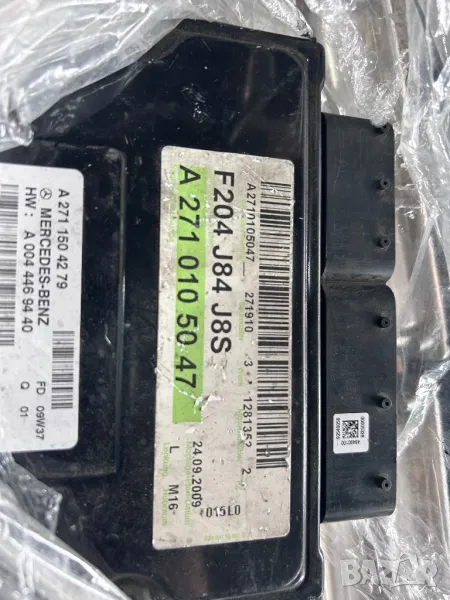 A 271 150 42 79
MERCEDES-BENZ
HW: A 004 446 94 40
FD 09W37
Q 01
A2710105047 271910 3 * 1281352 2
F204 J84 J8S
A 271 010 50 47
24.09.2009 *015L0
L M16